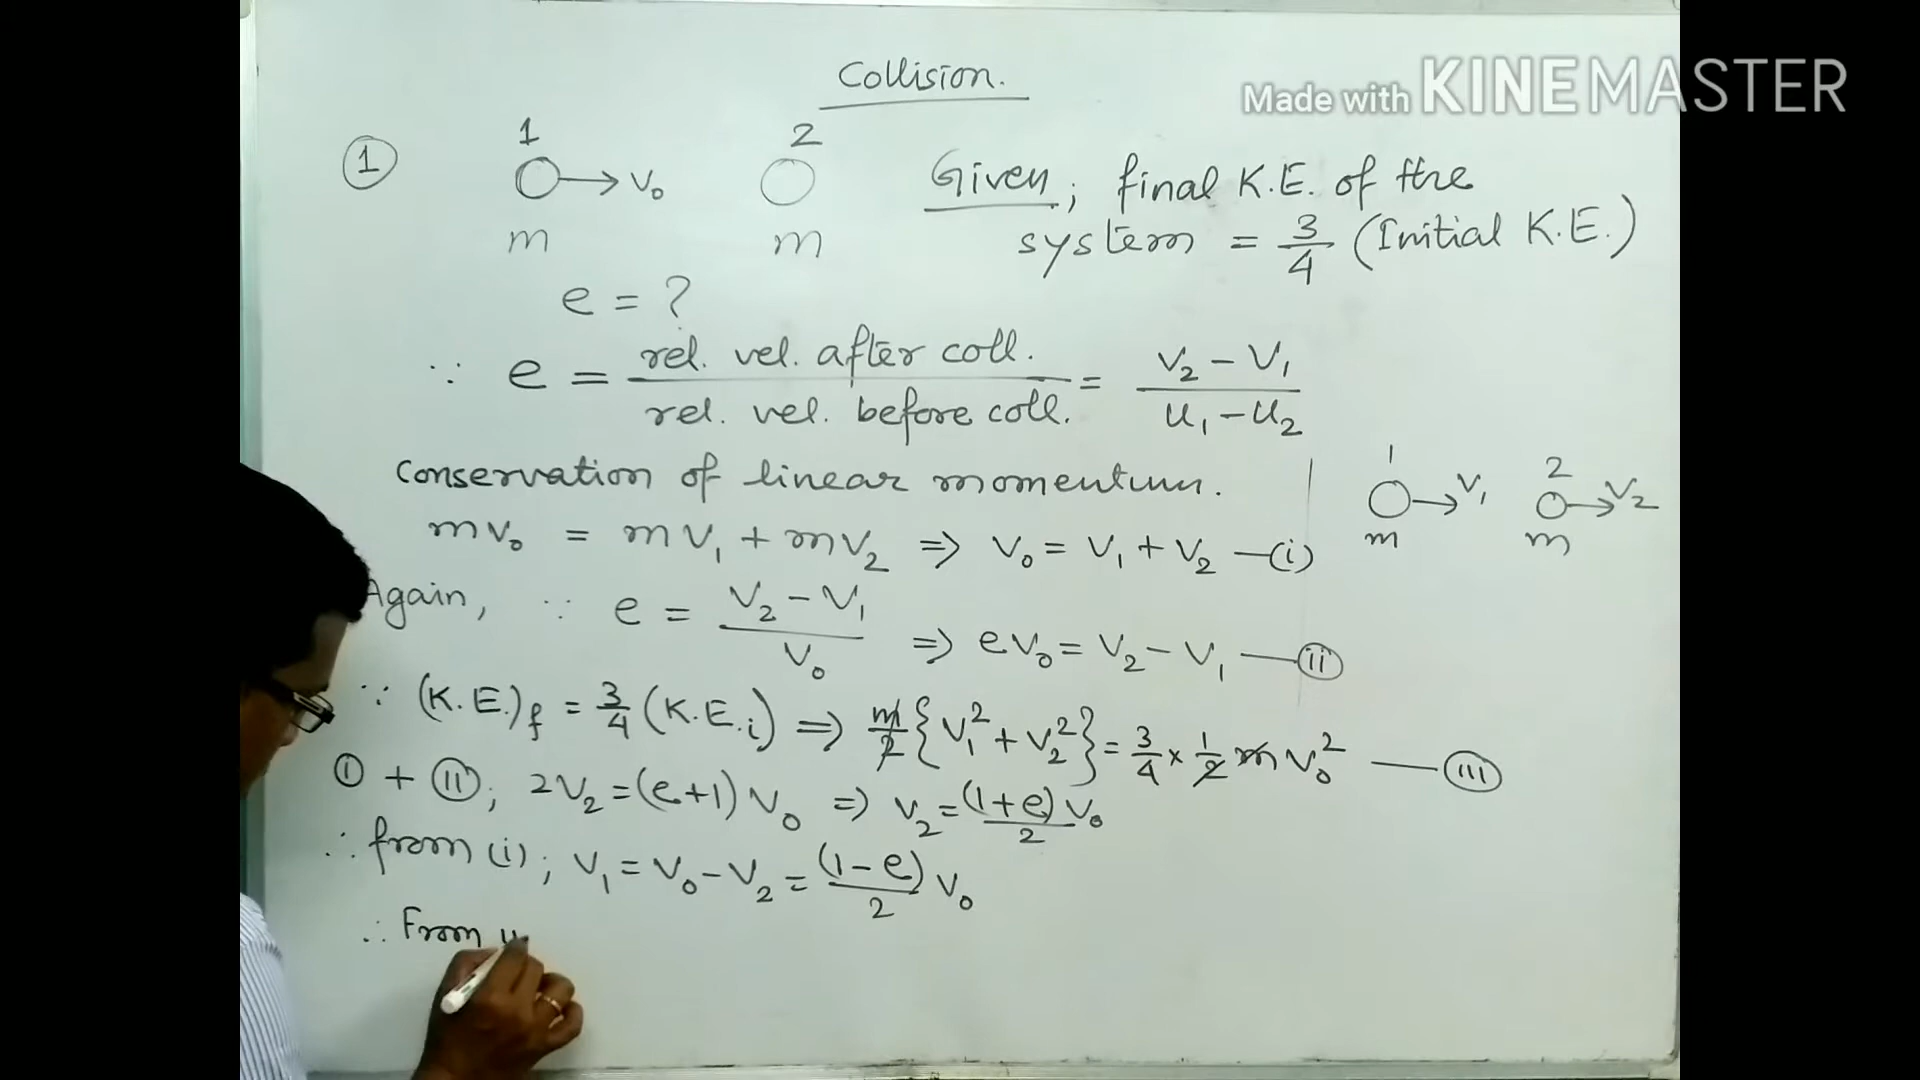 Collision.
Made with KINEMASTER
① 1 → v₀ 2 Given; final K.E. of the
m m system = 3/4 (Initial K.E.)
e = ?
∵ e = rel. vel. after coll. / rel. vel. before coll. = (v₂ - v₁) / (u₁ - u₂)
Conservation of linear momentum.
1 → v₁ 2 → v₂
m m
mv₀ = mv₁ + mv₂ ⇒ v₀ = v₁ + v₂ —(i)
Again, ∵ e = (v₂ - v₁) / v₀ ⇒ ev₀ = v₂ - v₁ —(ii)
∵ (K.E.)f = 3/4 (K.E.i) ⇒ m/2 {v₁² + v₂²} = 3/4 × 1/2 m v₀² —(iii)
(I) + (II); 2v₂ = (e+1) v₀ ⇒ v₂ = (1+e) v₀ / 2
∴ from (i); v₁ = v₀ - v₂ = (1-e)/2 v₀
∴ From